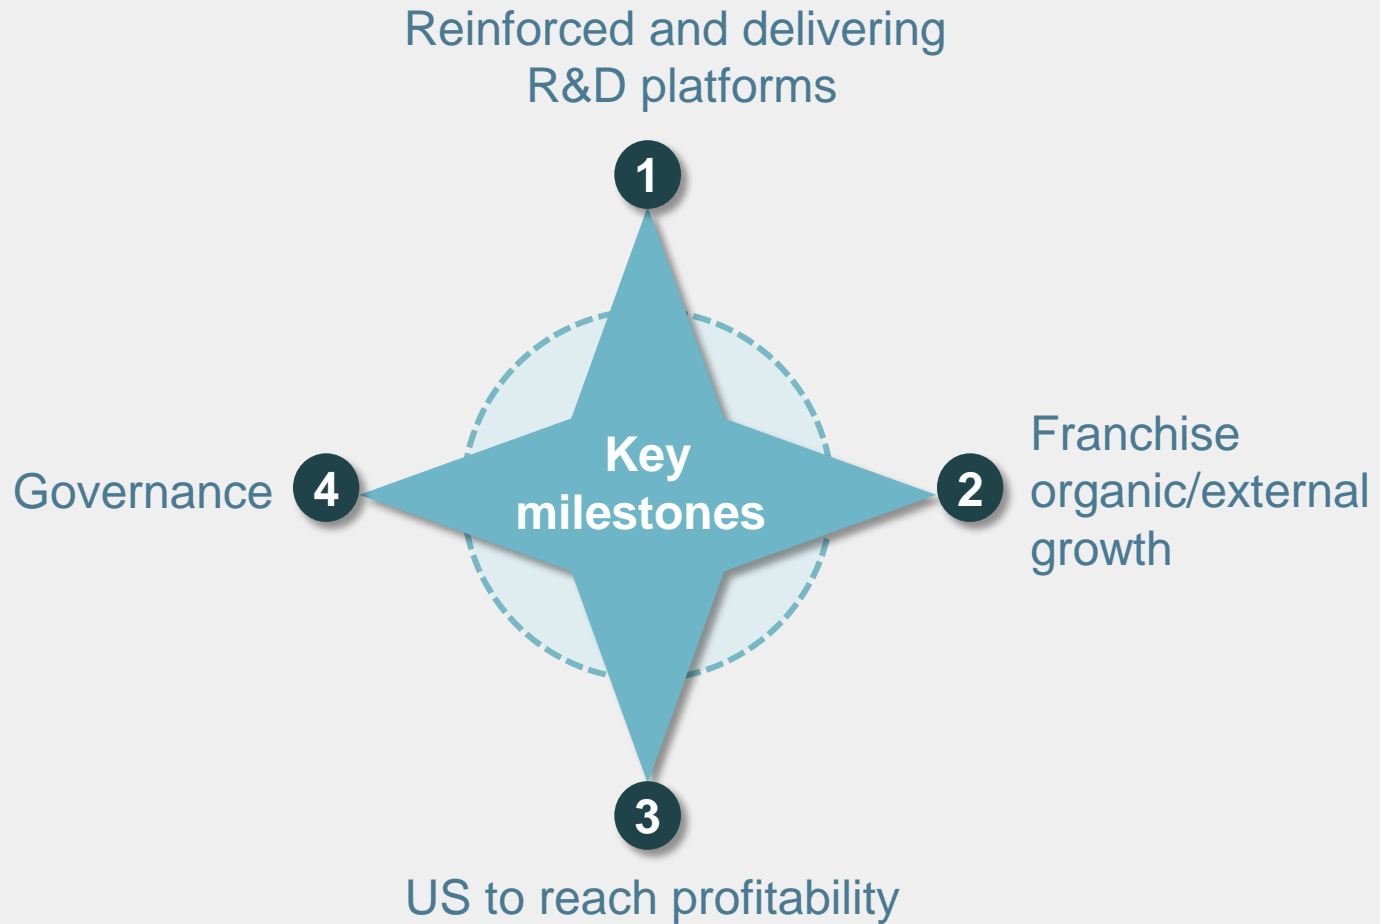 Reinforced and delivering
R&D platforms
1
Key
milestones
Governance
4
2
Franchise
organic/external
growth
3
US to reach profitability